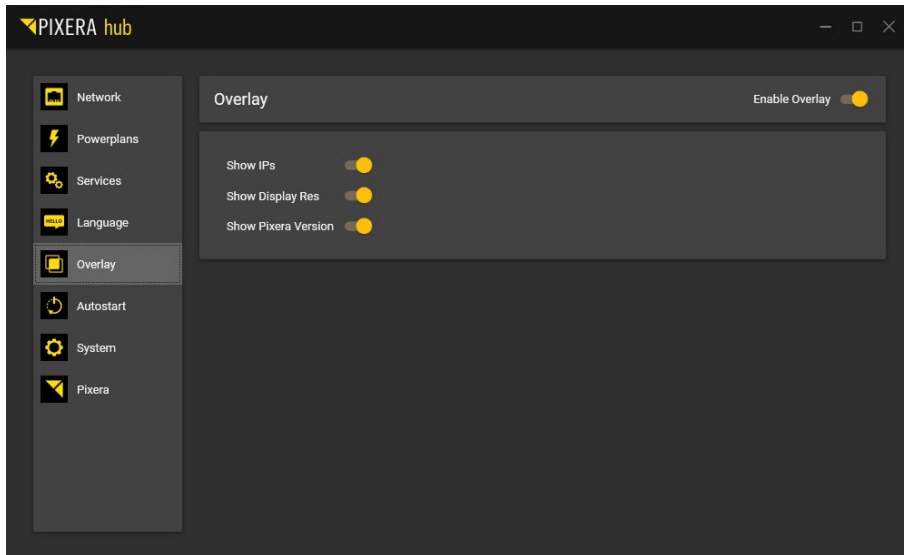 PIXERA hub
Network
Powerplans
Services
HELLO
Language
Overlay
Autostart
System
Pixera
Overlay
Enable Overlay
Show IPs
Show Display Res
Show Pixera Version